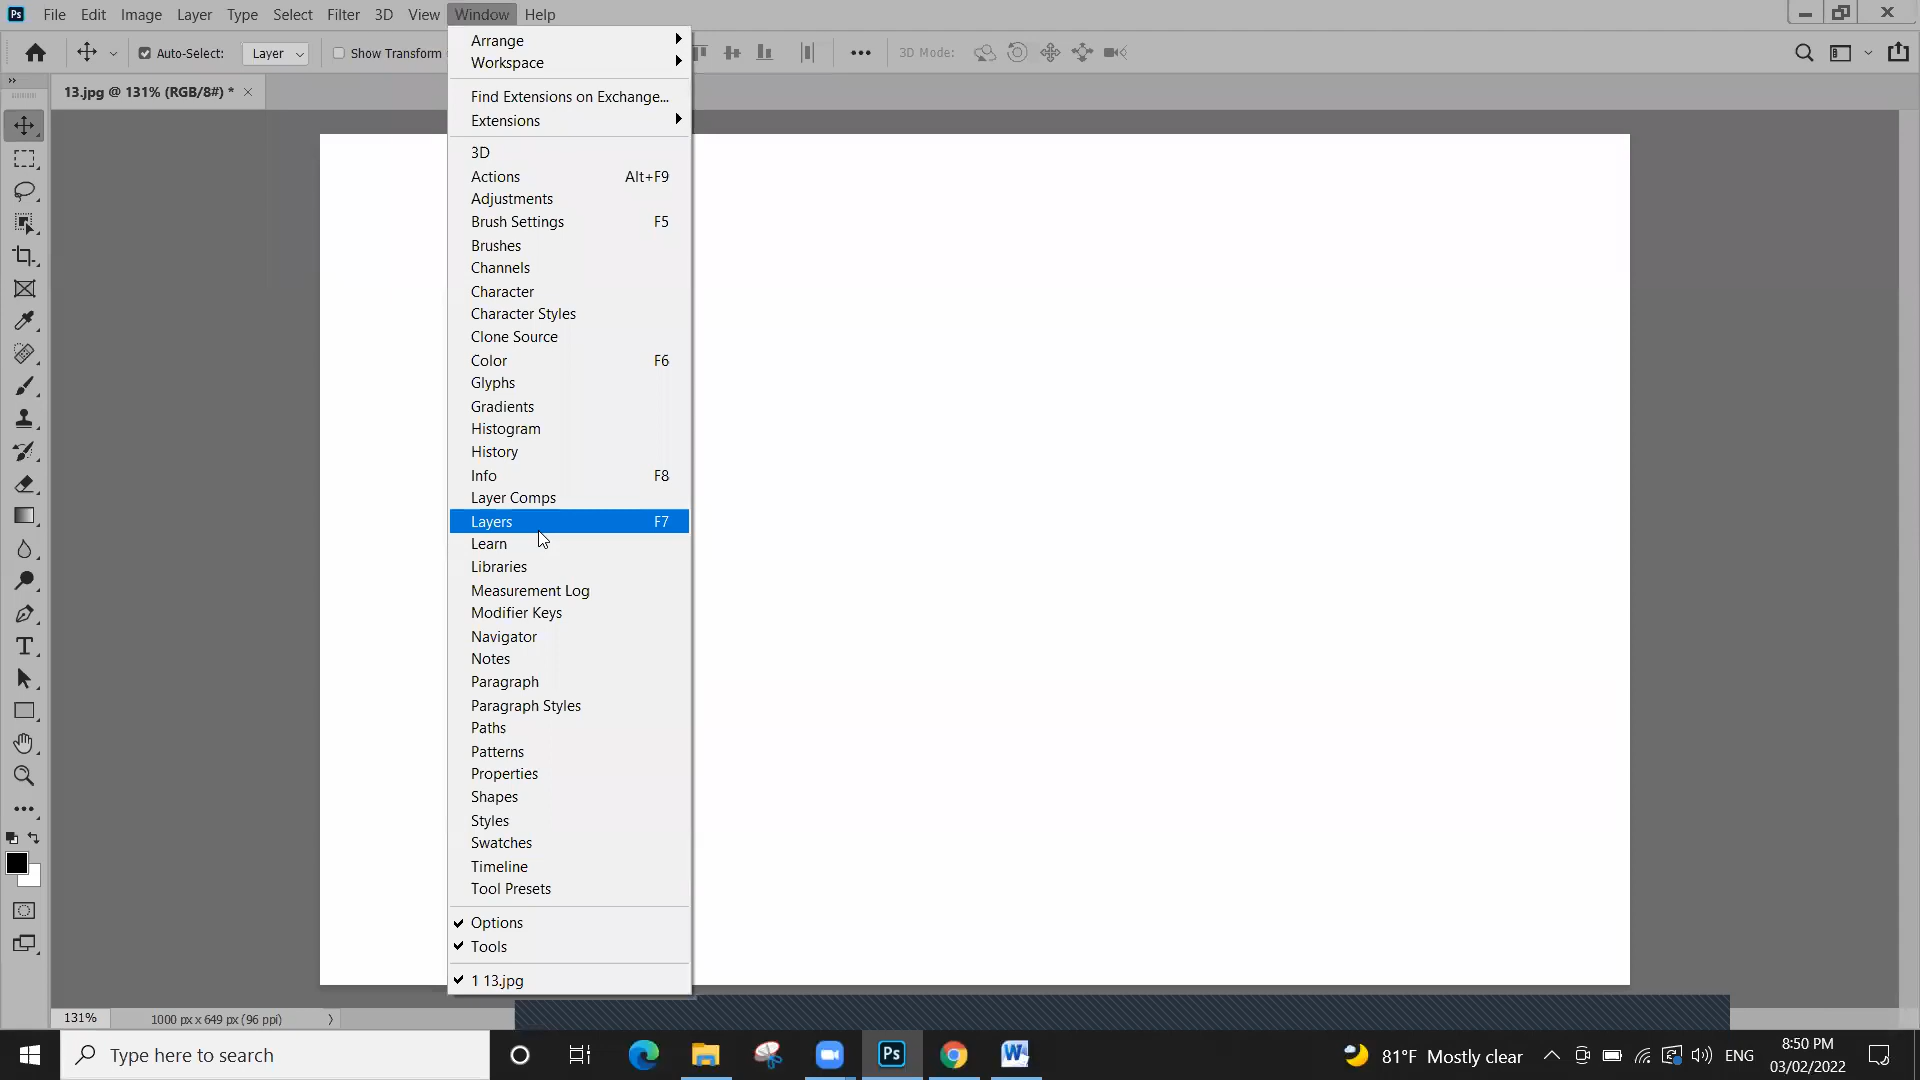 Ps File Edit Image Layer Type Select Filter 3D View Window Help
Auto-Select: Layer Show Transform 3D Mode:
13.jpg @ 131% (RGB/8#) *
Arrange
Workspace
Find Extensions on Exchange...
Extensions
3D
Actions Alt+F9
Adjustments
Brush Settings F5
Brushes
Channels
Character
Character Styles
Clone Source
Color F6
Glyphs
Gradients
Histogram
History
Info F8
Layer Comps
Layers F7
Learn
Libraries
Measurement Log
Modifier Keys
Navigator
Notes
Paragraph
Paragraph Styles
Paths
Patterns
Properties
Shapes
Styles
Swatches
Timeline
Tool Presets
Options
Tools
1 13.jpg
131% 1000 px x 649 px (96 ppi)
Type here to search
Ps
W
81°F Mostly clear
ENG
8:50 PM
03/02/2022